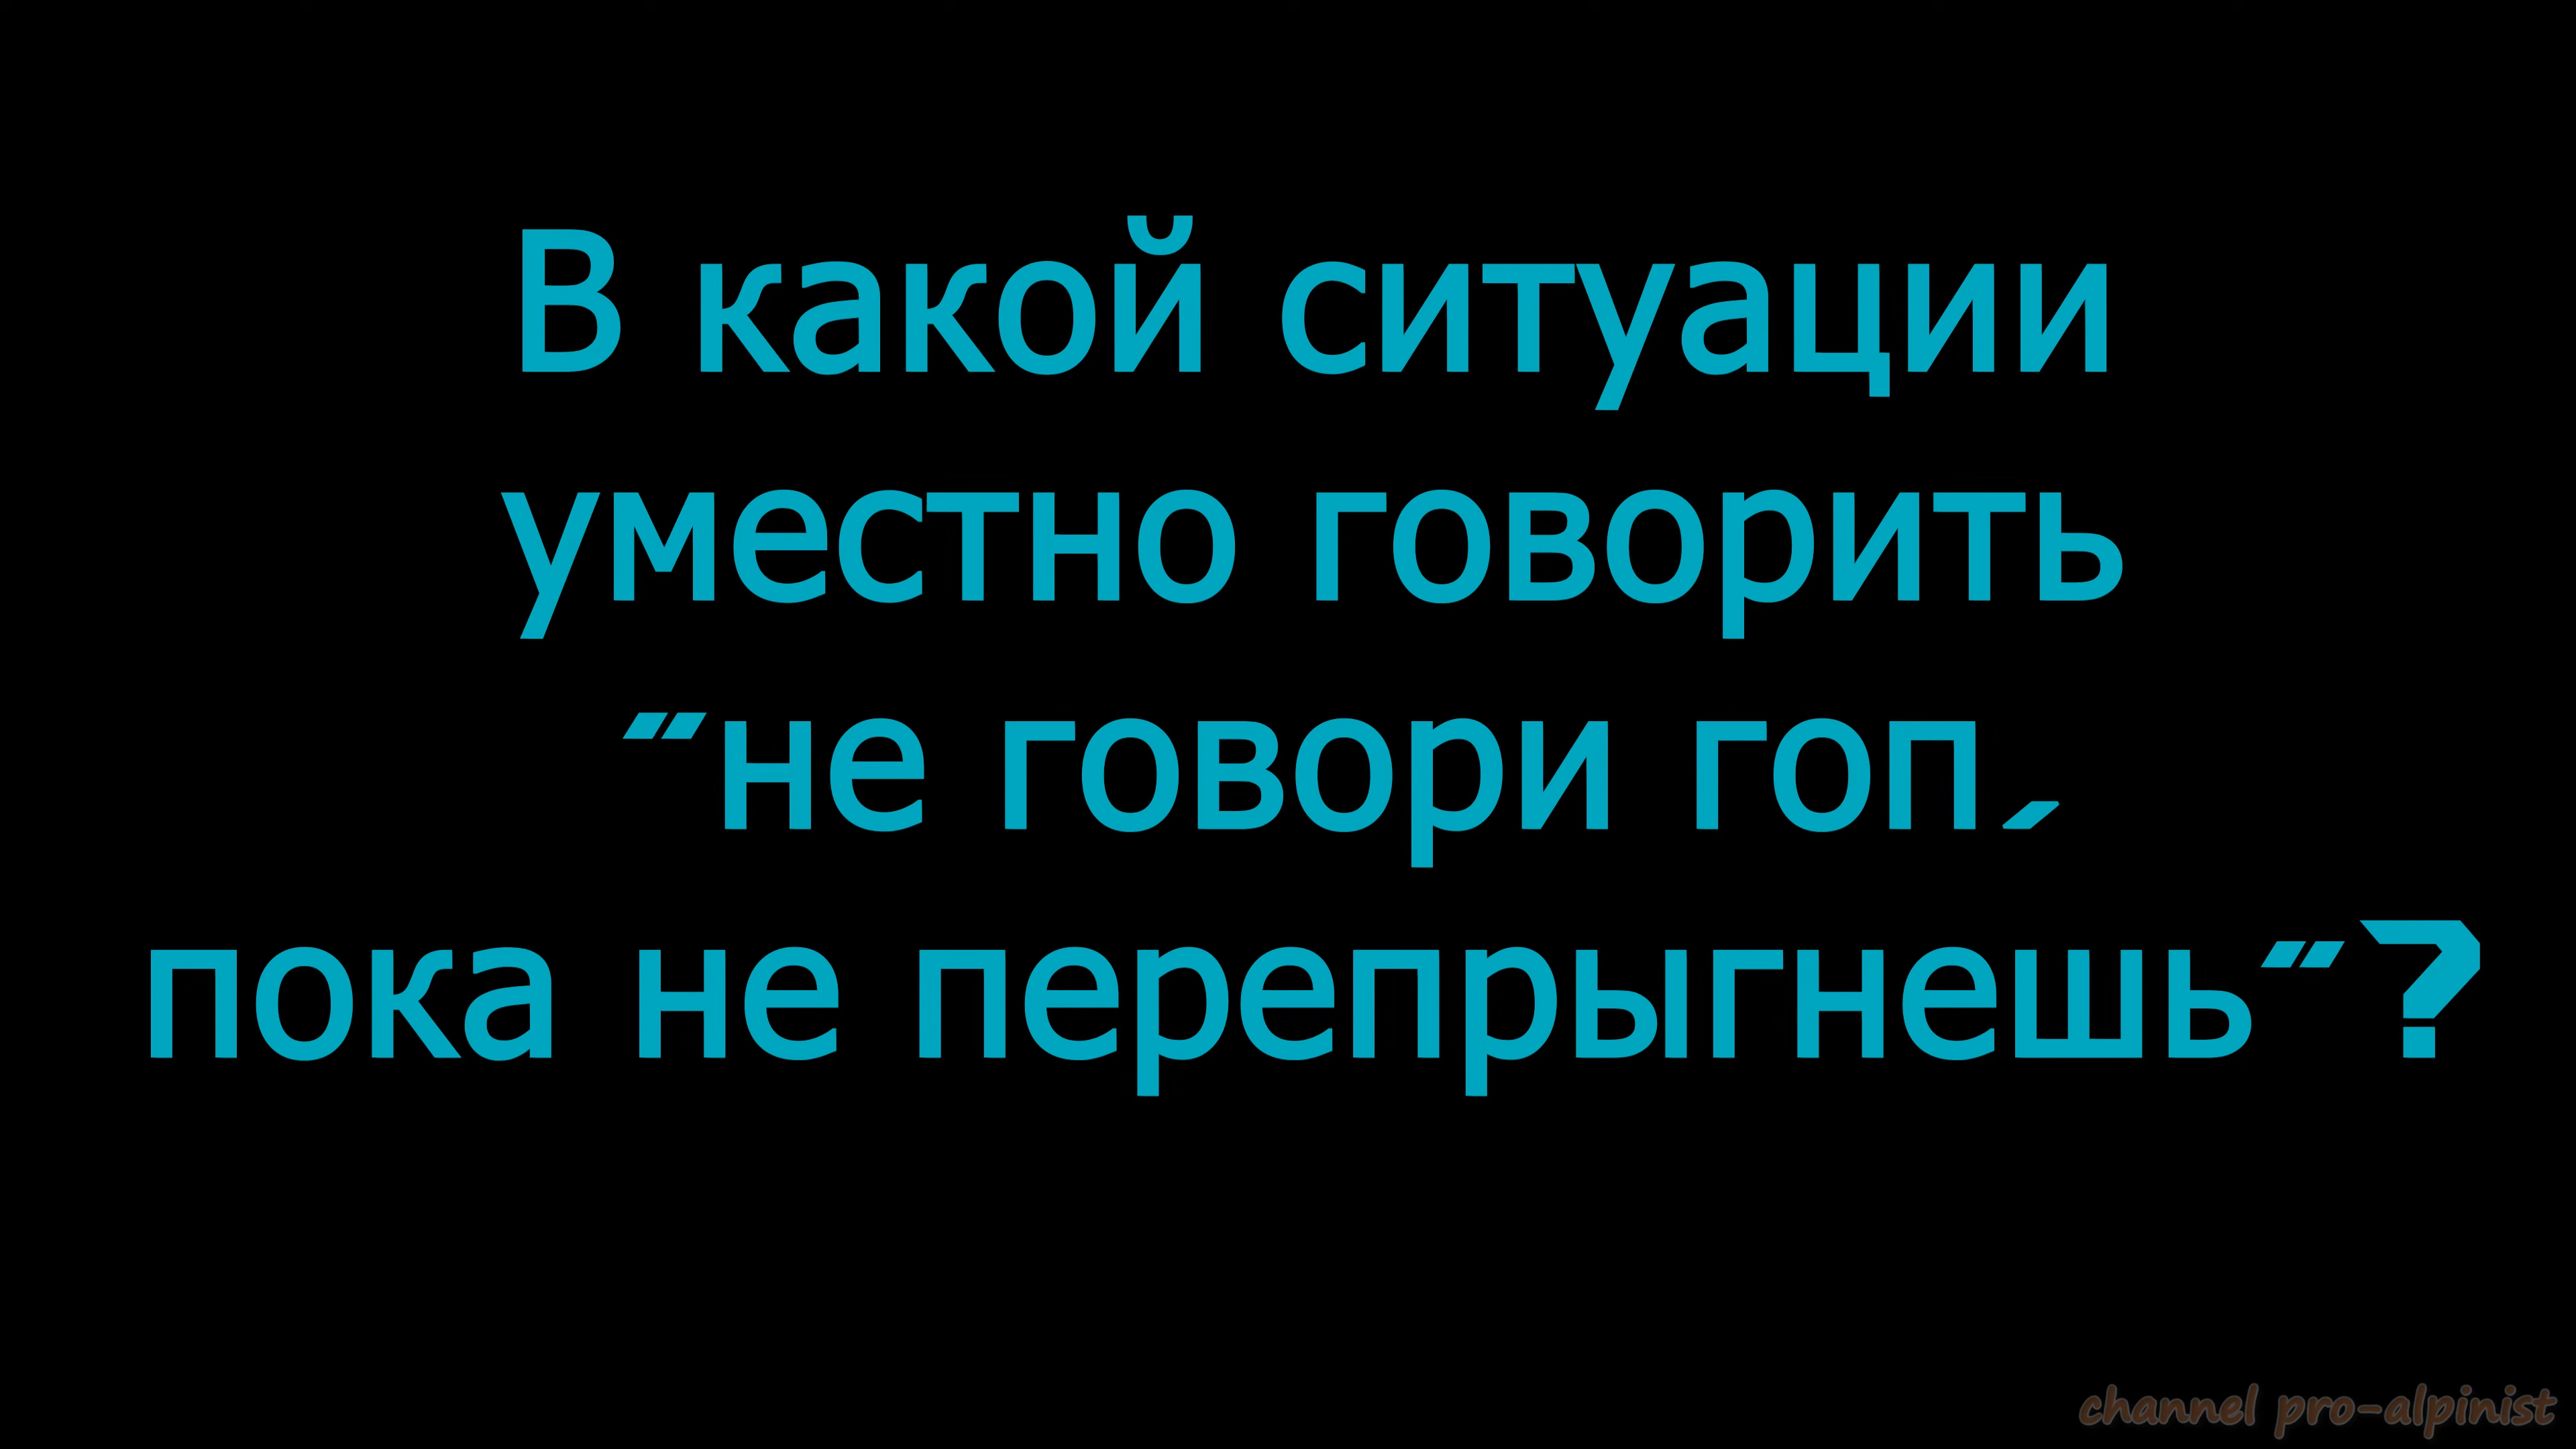 В какой ситуации
уместно говорить
"не говори гоп,
пока не перепрыгнешь"?
channel pro-alpinist